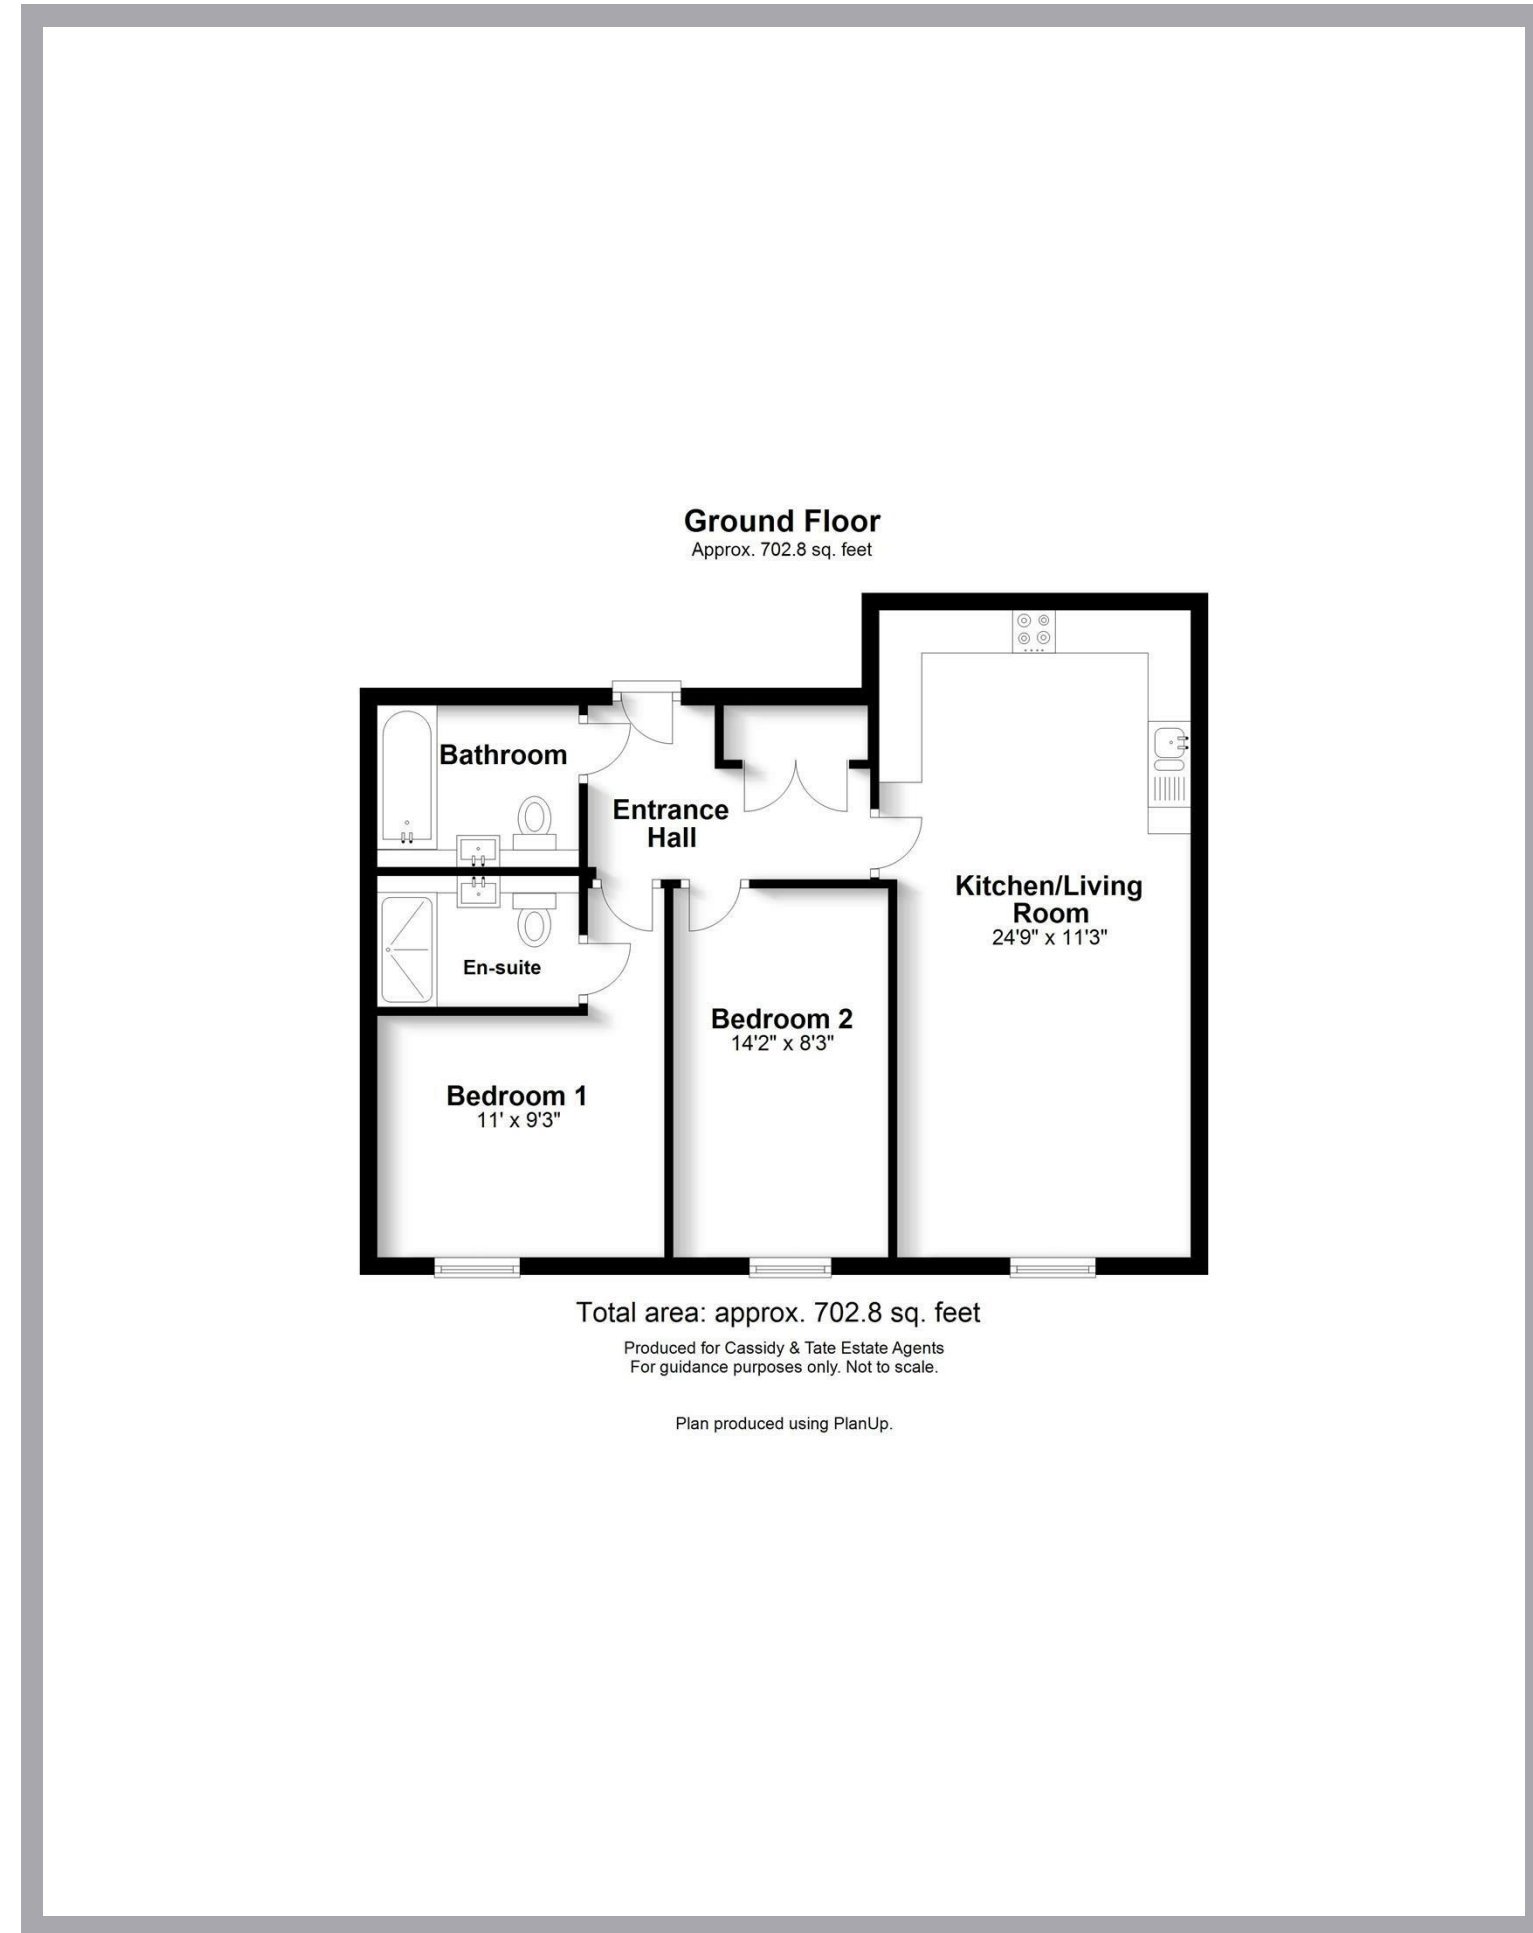 Ground Floor
Approx. 702.8 sq. feet
Bathroom
Entrance
Hall
Kitchen/Living
Room
24'9" x 11'3"
En-suite
Bedroom 2
14'2" x 8'3"
Bedroom 1
11' x 9'3"
Total area: approx. 702.8 sq. feet
Produced for Cassidy & Tate Estate Agents
For guidance purposes only. Not to scale.
Plan produced using PlanUp.